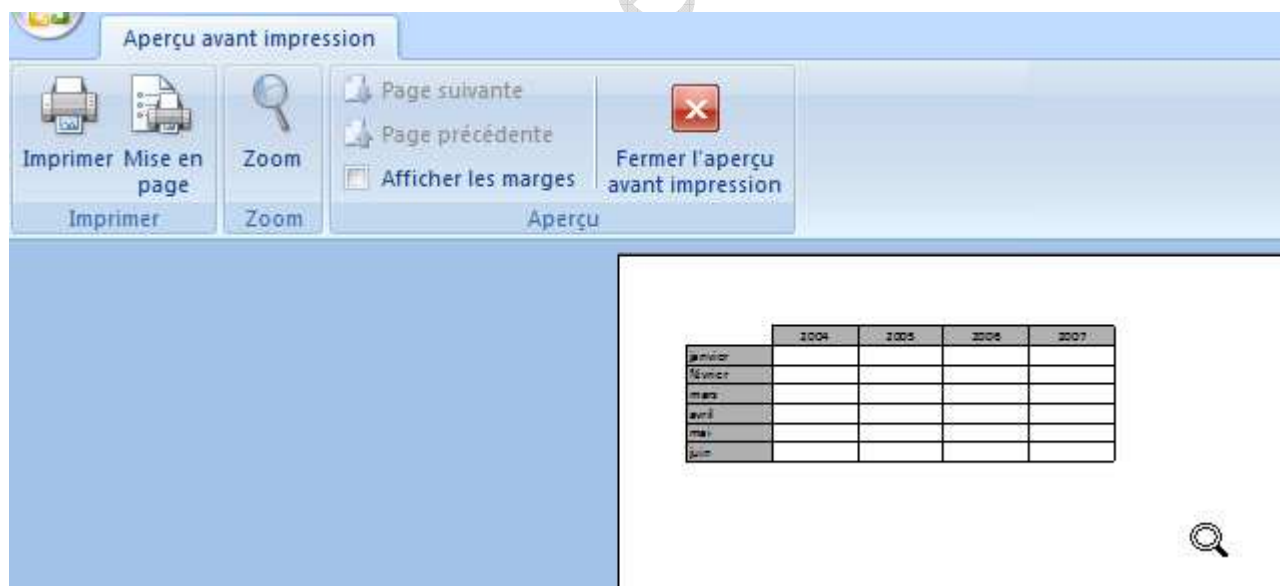 Aperçu avant impression
Imprimer
Mise en
page
Zoom
Page suivante
Page précédente
Afficher les marges
Fermer l'aperçu
avant impression
Imprimer
Zoom
Aperçu
2004 2005 2006 2007
janvier
février
mars
avril
mai
juin